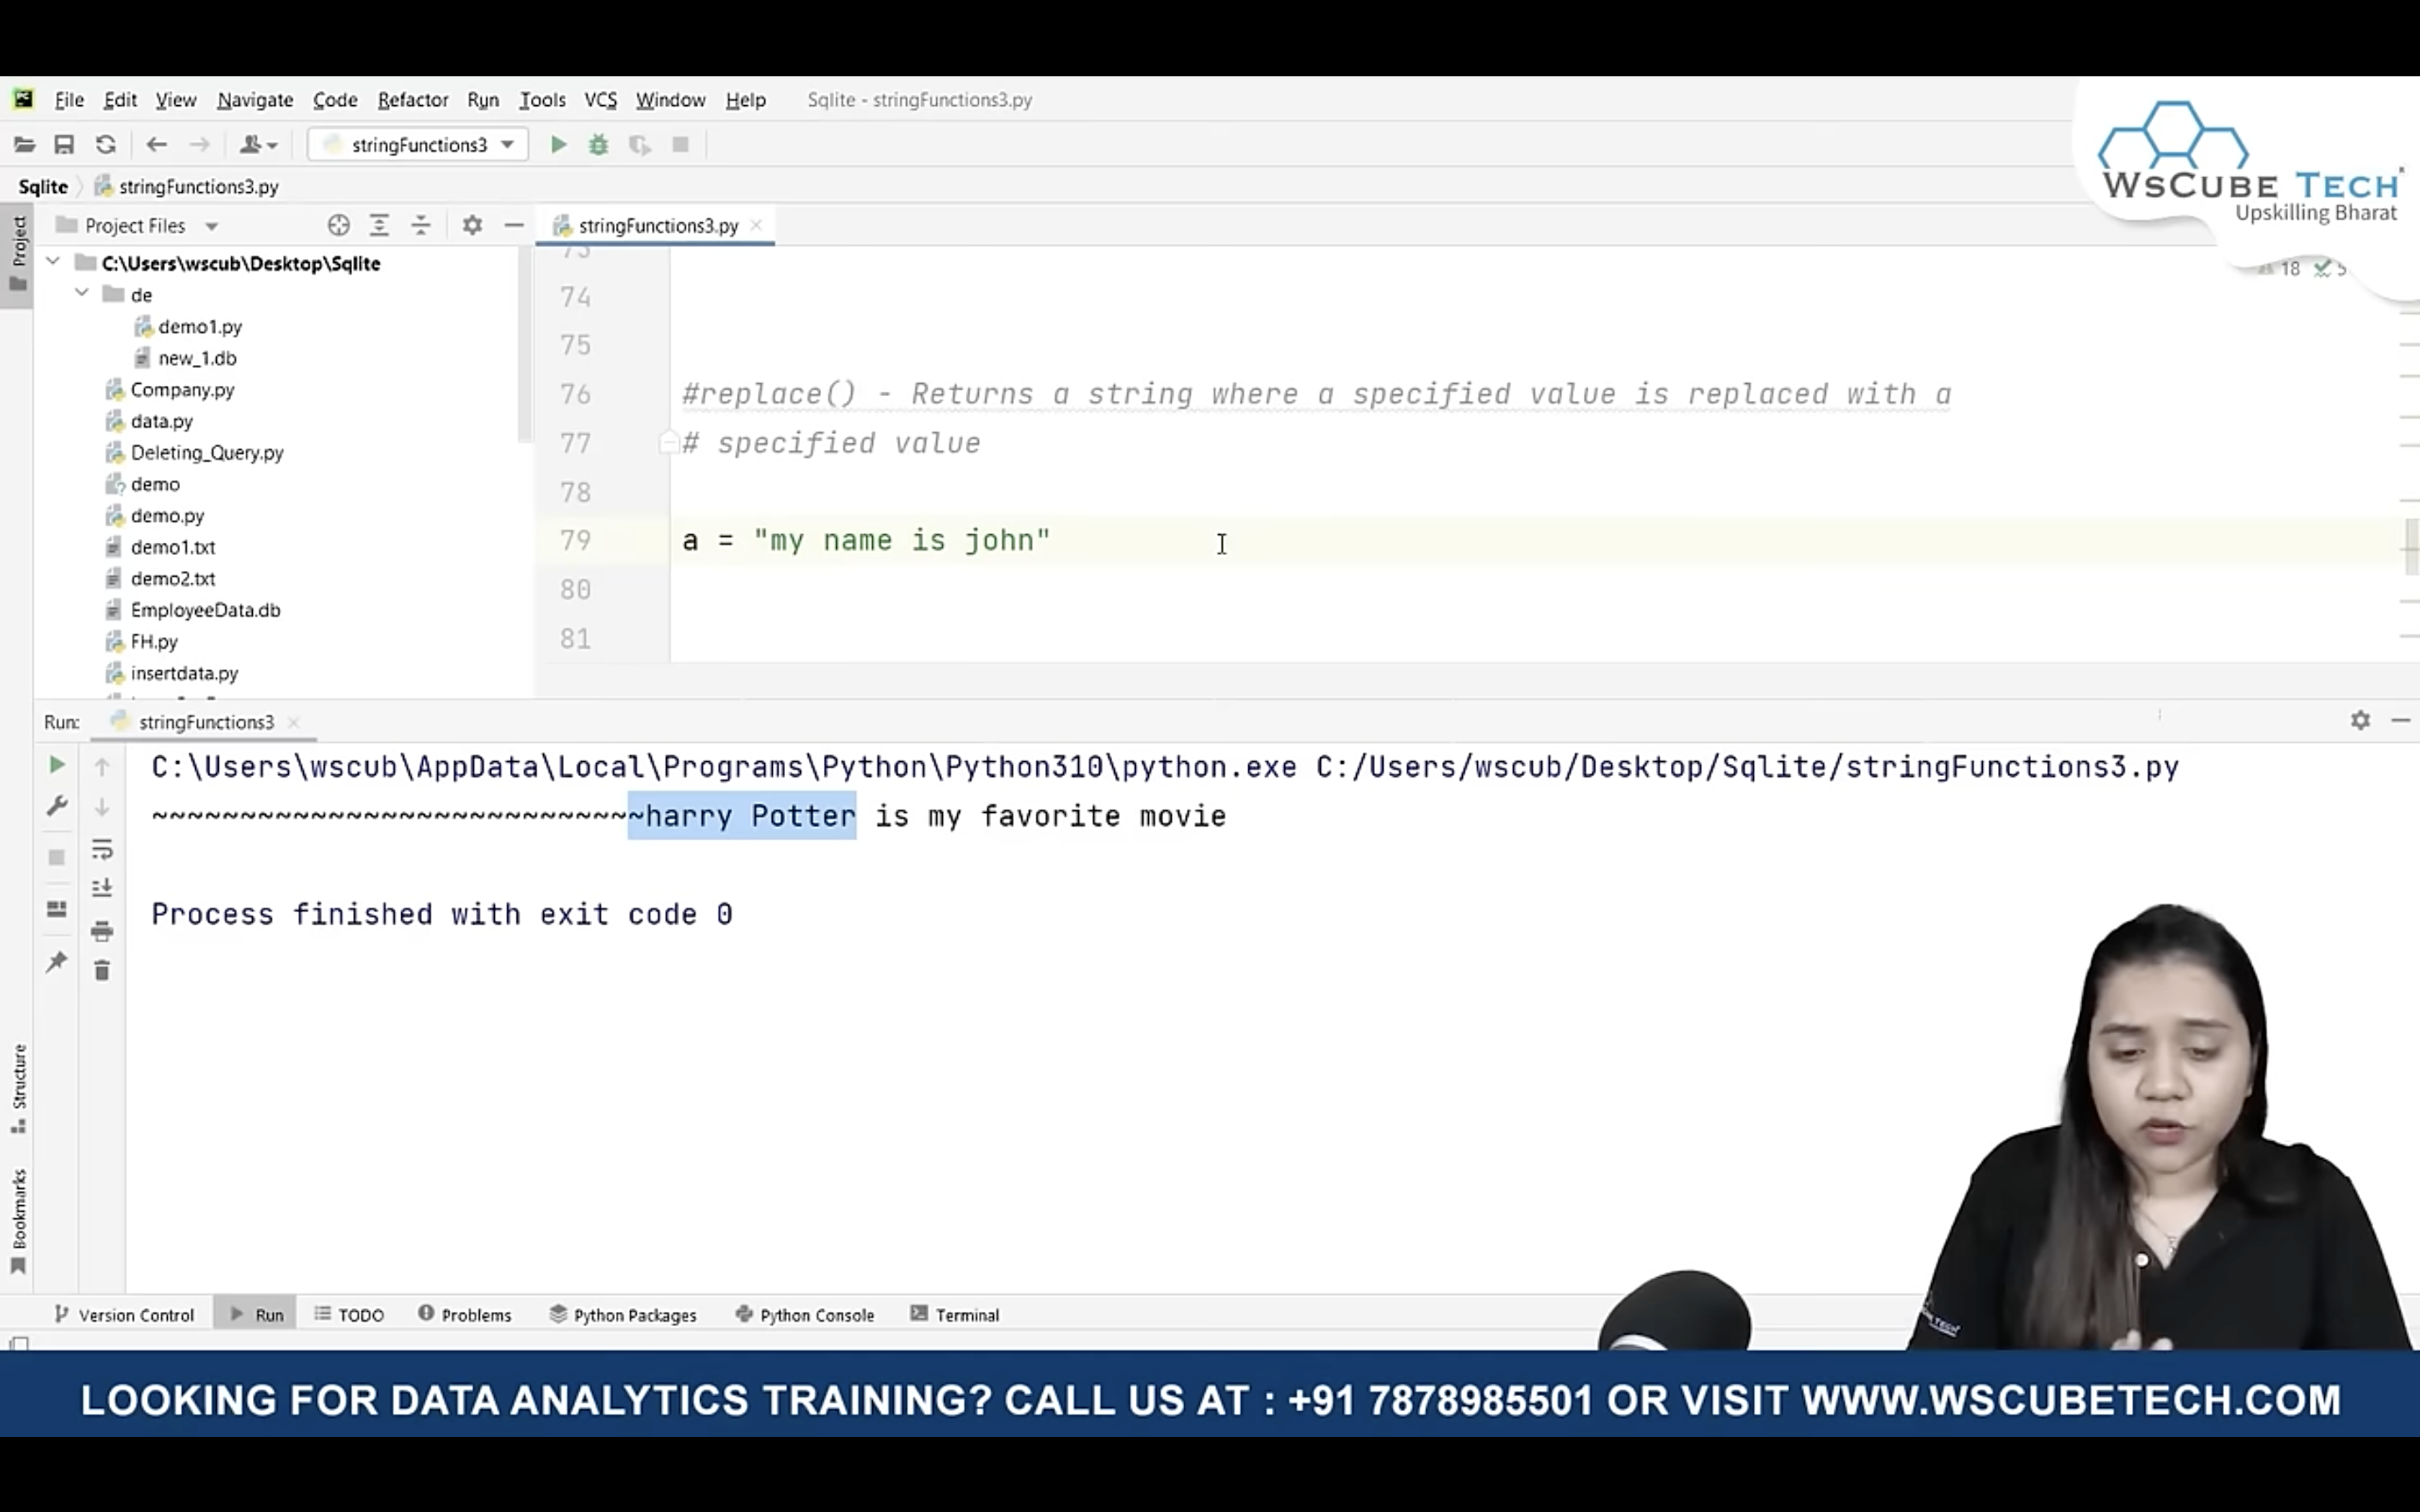 File Edit View Navigate Code Refactor Run Tools VCS Window Help Sqlite - stringFunctions3.py
WSCUBE TECH
Upskilling Bharat
stringFunctions3
Sqlite stringFunctions3.py
Project
Project Files
stringFunctions3.py
18 5
C:\Users\wscub\Desktop\Sqlite
de
demo1.py
new_1.db
Company.py
data.py
Deleting_Query.py
demo
demo.py
demo1.txt
demo2.txt
EmployeeData.db
FH.py
insertdata.py
73
74
75
76 #replace() - Returns a string where a specified value is replaced with a
77 # specified value
78
79 a = "my name is john"
80
81
Run: stringFunctions3
C:\Users\wscub\AppData\Local\Programs\Python\Python310\python.exe C:/Users/wscub/Desktop/Sqlite/stringFunctions3.py
~~~~~~~~~~~~~~~~~~~~~~~~~~~~harry Potter is my favorite movie
Process finished with exit code 0
Structure
Bookmarks
Version Control Run TODO Problems Python Packages Python Console Terminal
TECH
LOOKING FOR DATA ANALYTICS TRAINING? CALL US AT : +91 7878985501 OR VISIT WWW.WSCUBETECH.COM